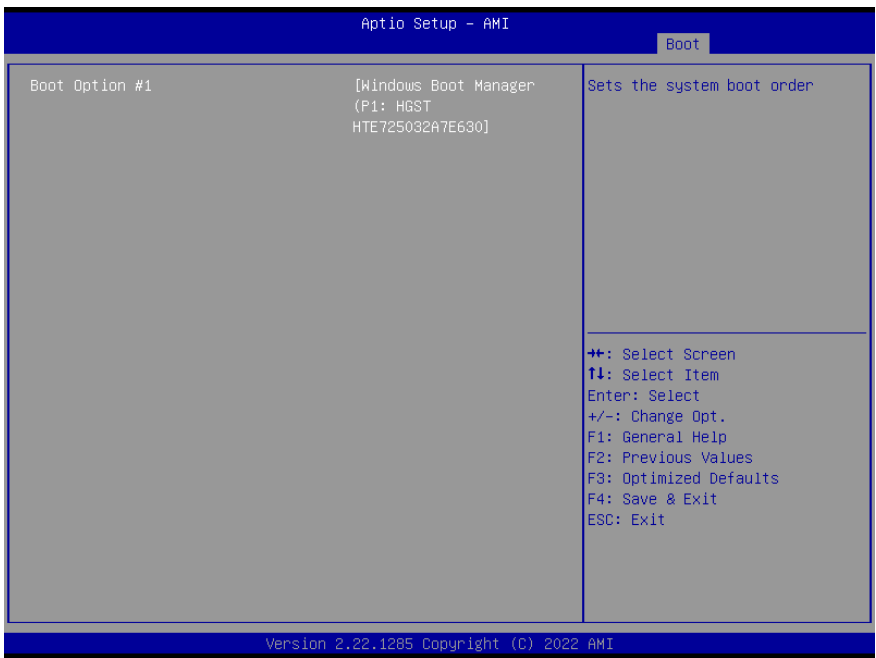 Aptio Setup – AMI
Boot
Boot Option #1
[Windows Boot Manager
(P1: HGST
HTE725032A7E630]
Sets the system boot order
→←: Select Screen
↑↓: Select Item
Enter: Select
+/-: Change Opt.
F1: General Help
F2: Previous Values
F3: Optimized Defaults
F4: Save & Exit
ESC: Exit
Version 2.22.1285 Copyright (C) 2022 AMI